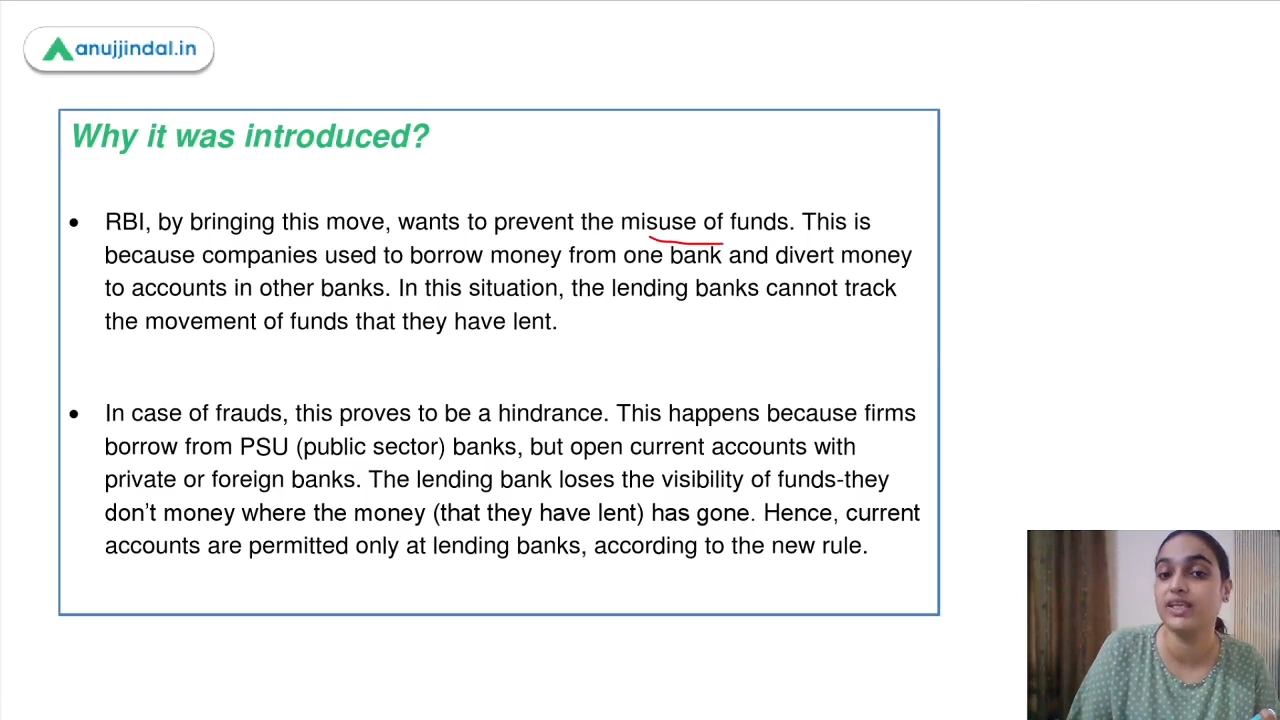 anujjindal.in
Why it was introduced?
• RBI, by bringing this move, wants to prevent the misuse of funds. This is
because companies used to borrow money from one bank and divert money
to accounts in other banks. In this situation, the lending banks cannot track
the movement of funds that they have lent.
• In case of frauds, this proves to be a hindrance. This happens because firms
borrow from PSU (public sector) banks, but open current accounts with
private or foreign banks. The lending bank loses the visibility of funds-they
don’t money where the money (that they have lent) has gone. Hence, current
accounts are permitted only at lending banks, according to the new rule.